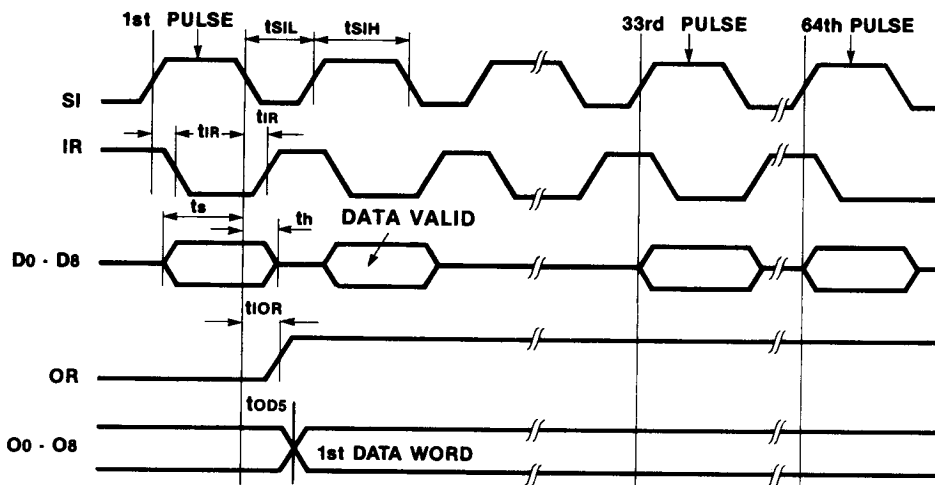 1st PULSE
tSIL
tSIH
33rd PULSE
64th PULSE
SI
tIR
tIR
IR
ts
th
DATA VALID
D0 - D8
tIOR
OR
tOD5
O0 - O8
1st DATA WORD